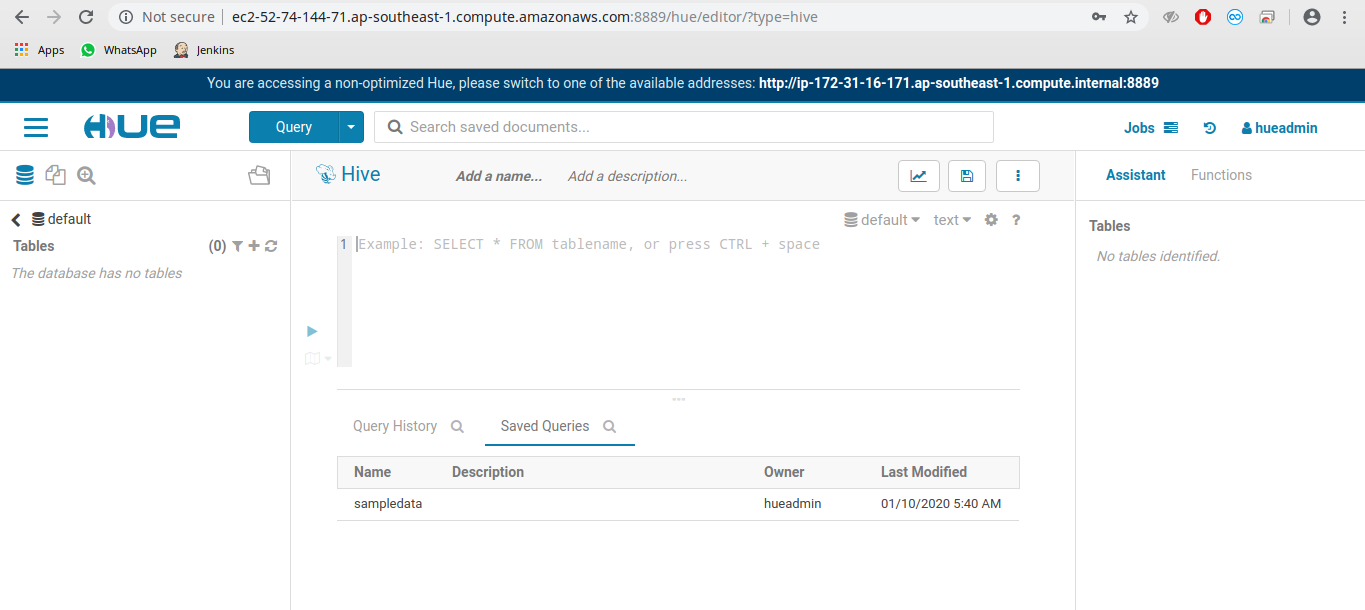 Not secure ec2-52-74-144-71.ap-southeast-1.compute.amazonaws.com:8889/hue/editor/?type=hive
Apps WhatsApp Jenkins
You are accessing a non-optimized Hue, please switch to one of the available addresses: http://ip-172-31-16-171.ap-southeast-1.compute.internal:8889
HUE Query Search saved documents... Jobs hueadmin
Hive Add a name... Add a description... Assistant Functions
default default text ?
Tables
Tables (0)
1 Example: SELECT * FROM tablename, or press CTRL + space
No tables identified.
The database has no tables
Query History Saved Queries
Name Description Owner Last Modified
sampledata hueadmin 01/10/2020 5:40 AM